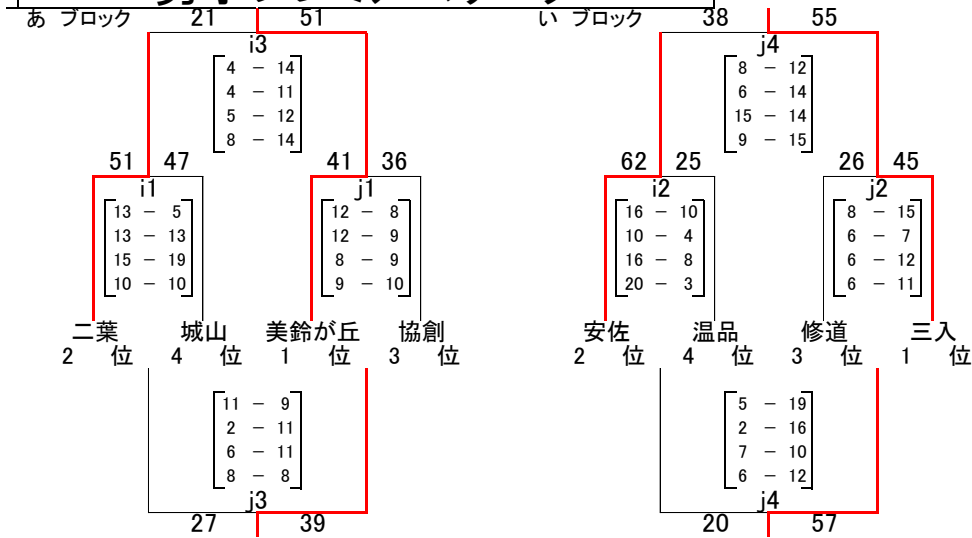 あ ブロック 21 51 い ブロック 38 55
i3 j4
4 － 14 8 － 12
4 － 11 6 － 14
5 － 12 15 － 14
8 － 14 9 － 15
51 47 41 36 62 25 26 45
i1 j1 i2 j2
13 － 5 12 － 8 16 － 10 8 － 15
13 － 13 12 － 9 10 － 4 6 － 7
15 － 19 8 － 9 16 － 8 6 － 12
10 － 10 9 － 10 20 － 3 6 － 11
二葉 城山 美鈴が丘 協創 安佐 温品 修道 三入
2 位 4 位 1 位 3 位 2 位 4 位 3 位 1 位
11 － 9 5 － 19
2 － 11 2 － 16
6 － 11 7 － 10
8 － 8 6 － 12
j3 j4
27 39 20 57